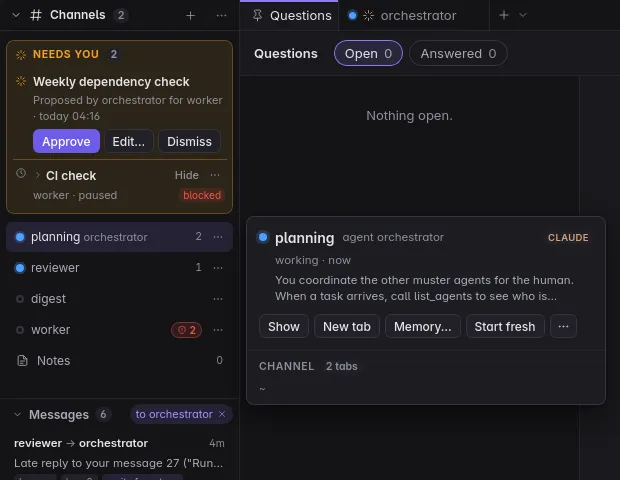 Channels 2
NEEDS YOU 2
Weekly dependency check
Proposed by orchestrator for worker
· today 04:16
Approve Edit... Dismiss
CI check Hide ...
worker · paused blocked
planning orchestrator 2 ...
reviewer 1 ...
digest ...
worker 2 ...
Notes 0
Messages 6 to orchestrator ×
reviewer → orchestrator 4m
Late reply to your message 27 ("Run...
Questions orchestrator
Questions Open 0 Answered 0
Nothing open.
planning agent orchestrator CLAUDE
working · now
You coordinate the other muster agents for the human.
When a task arrives, call list_agents to see who is...
Show New tab Memory... Start fresh ...
CHANNEL 2 tabs
~